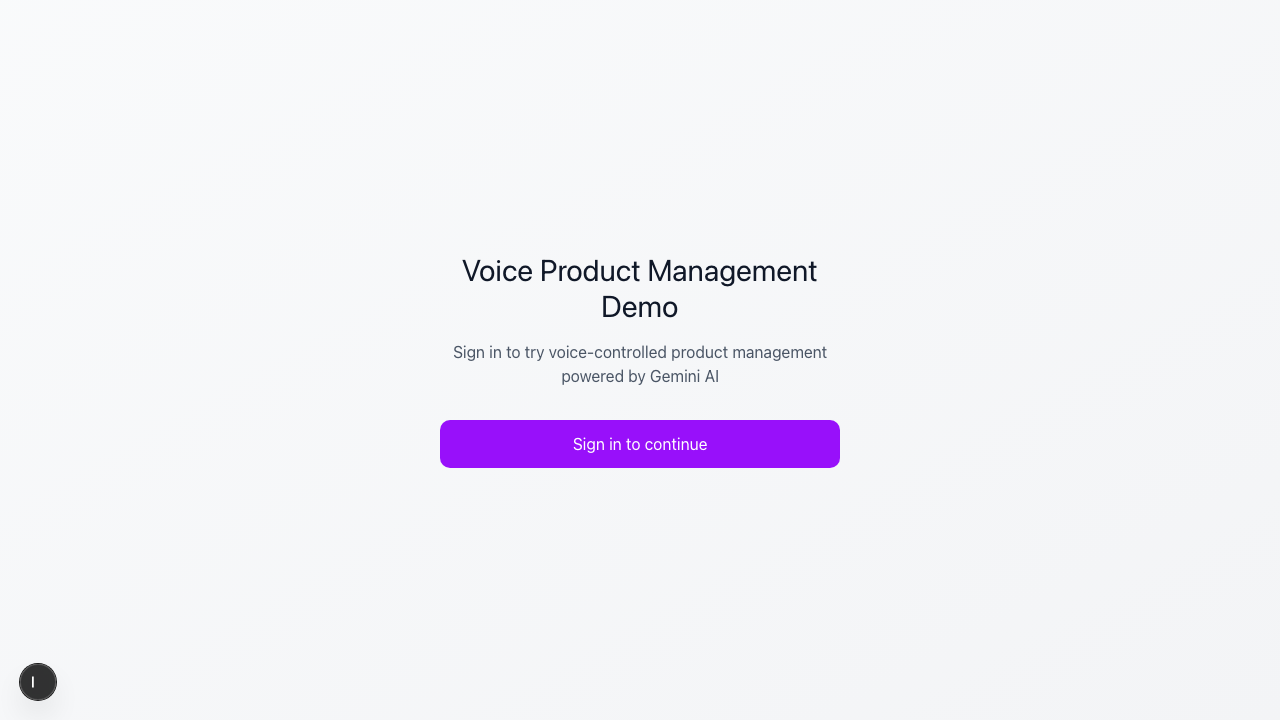 Voice Product Management
Demo
Sign in to try voice-controlled product management
powered by Gemini AI
Sign in to continue